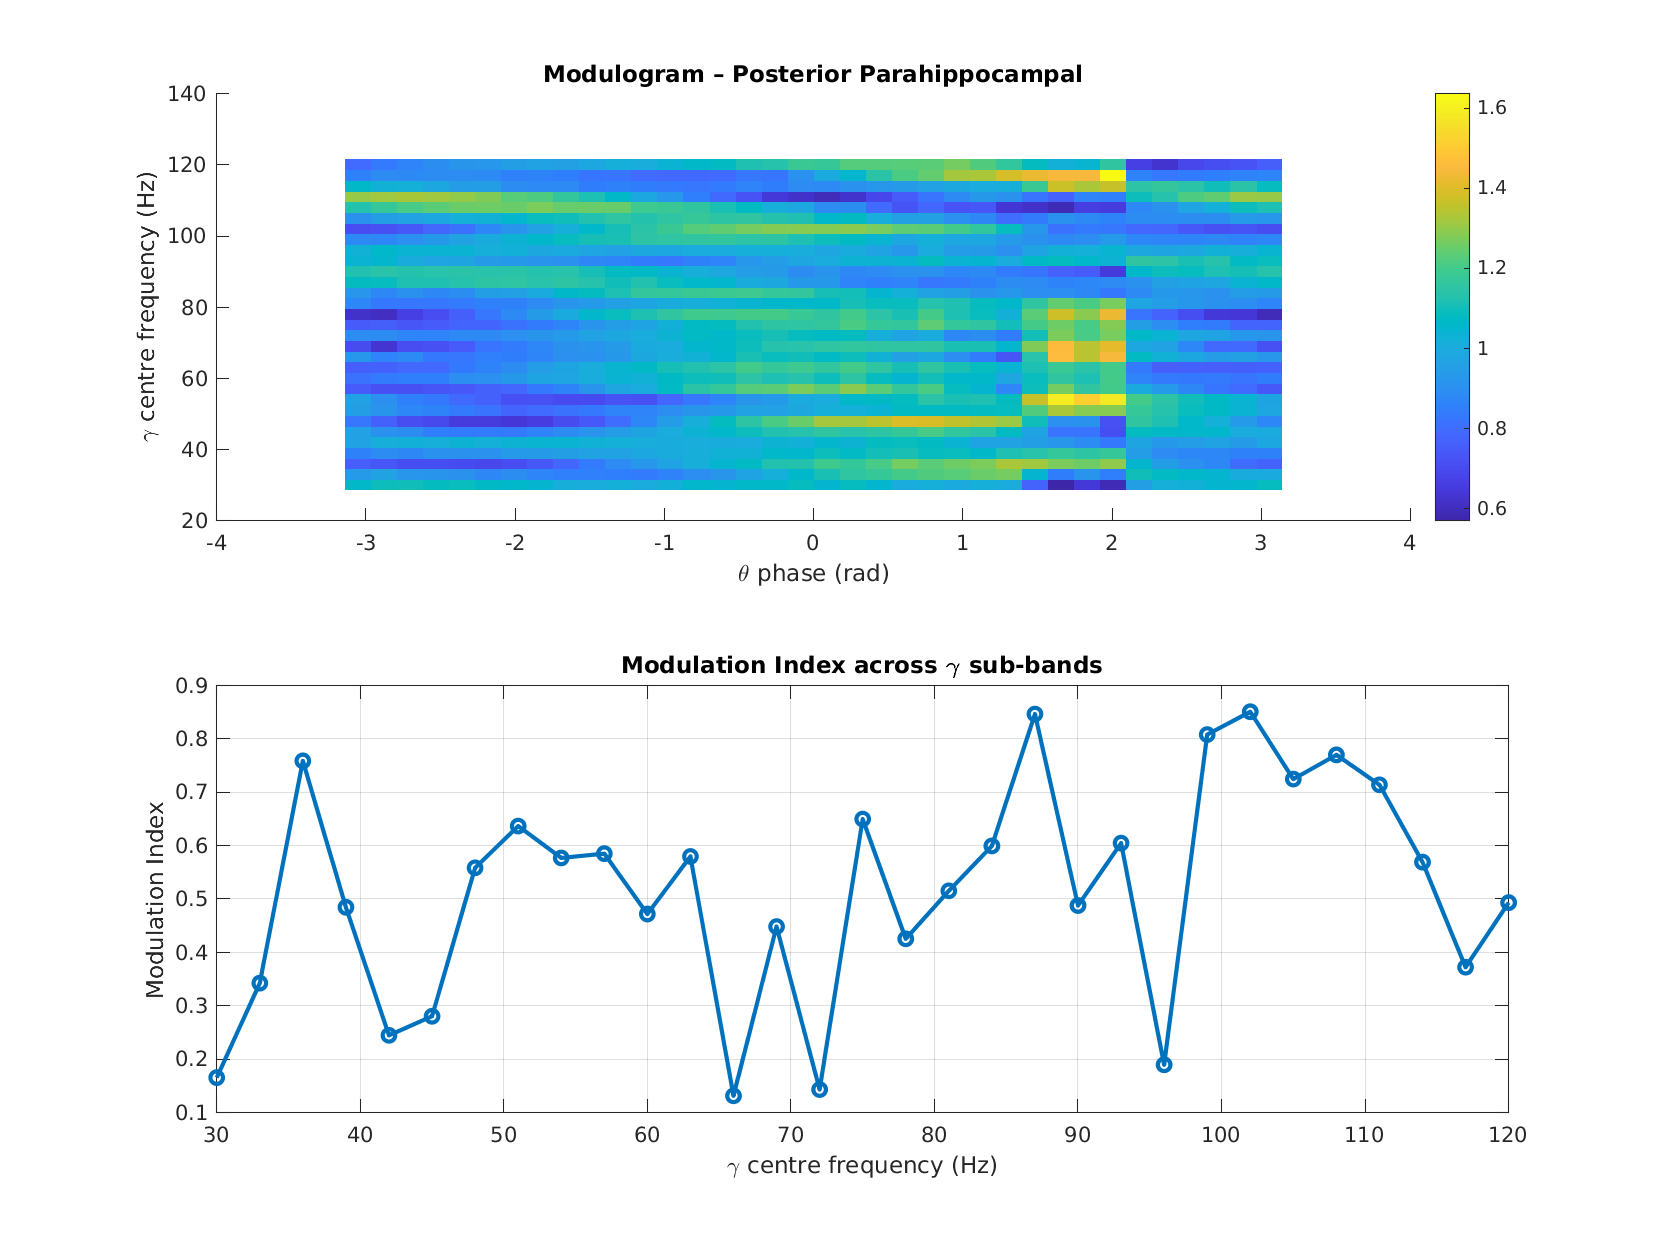 Modulogram – Posterior Parahippocampal
140
120
100
80
60
40
20
γ centre frequency (Hz)
-4 -3 -2 -1 0 1 2 3 4
θ phase (rad)
1.6
1.4
1.2
1
0.8
0.6
Modulation Index across γ sub-bands
0.9
0.8
0.7
0.6
0.5
0.4
0.3
0.2
0.1
Modulation Index
30 40 50 60 70 80 90 100 110 120
γ centre frequency (Hz)